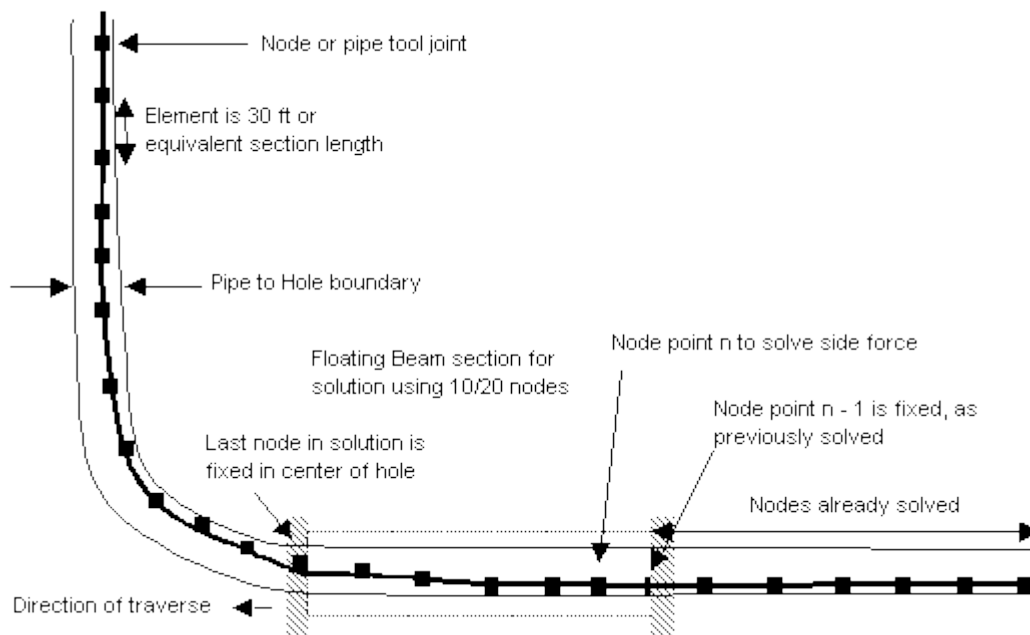 Node or pipe tool joint
Element is 30 ft or
equivalent section length
Pipe to Hole boundary
Floating Beam section for
solution using 10/20 nodes
Node point n to solve side force
Node point n - 1 is fixed, as
previously solved
Last node in solution is
fixed in center of hole
Nodes already solved
Direction of traverse